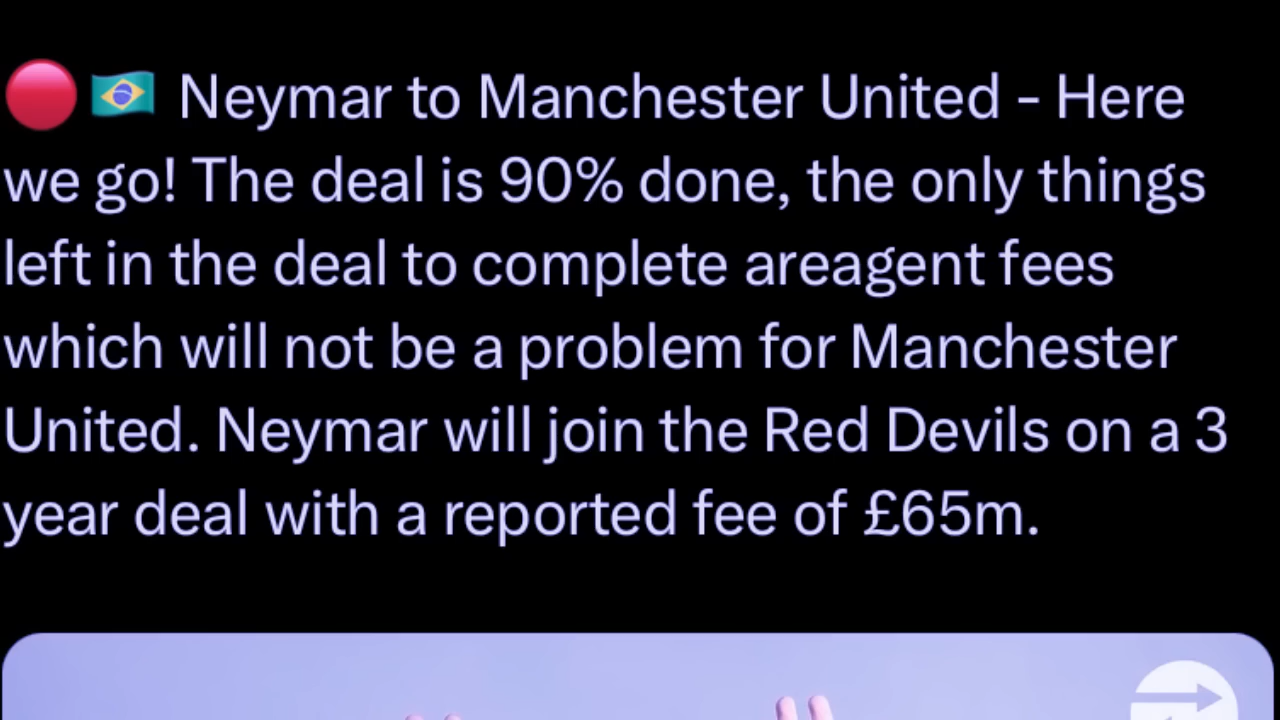 🔴🇧🇷 Neymar to Manchester United - Here
we go! The deal is 90% done, the only things
left in the deal to complete areagent fees
which will not be a problem for Manchester
United. Neymar will join the Red Devils on a 3
year deal with a reported fee of £65m.